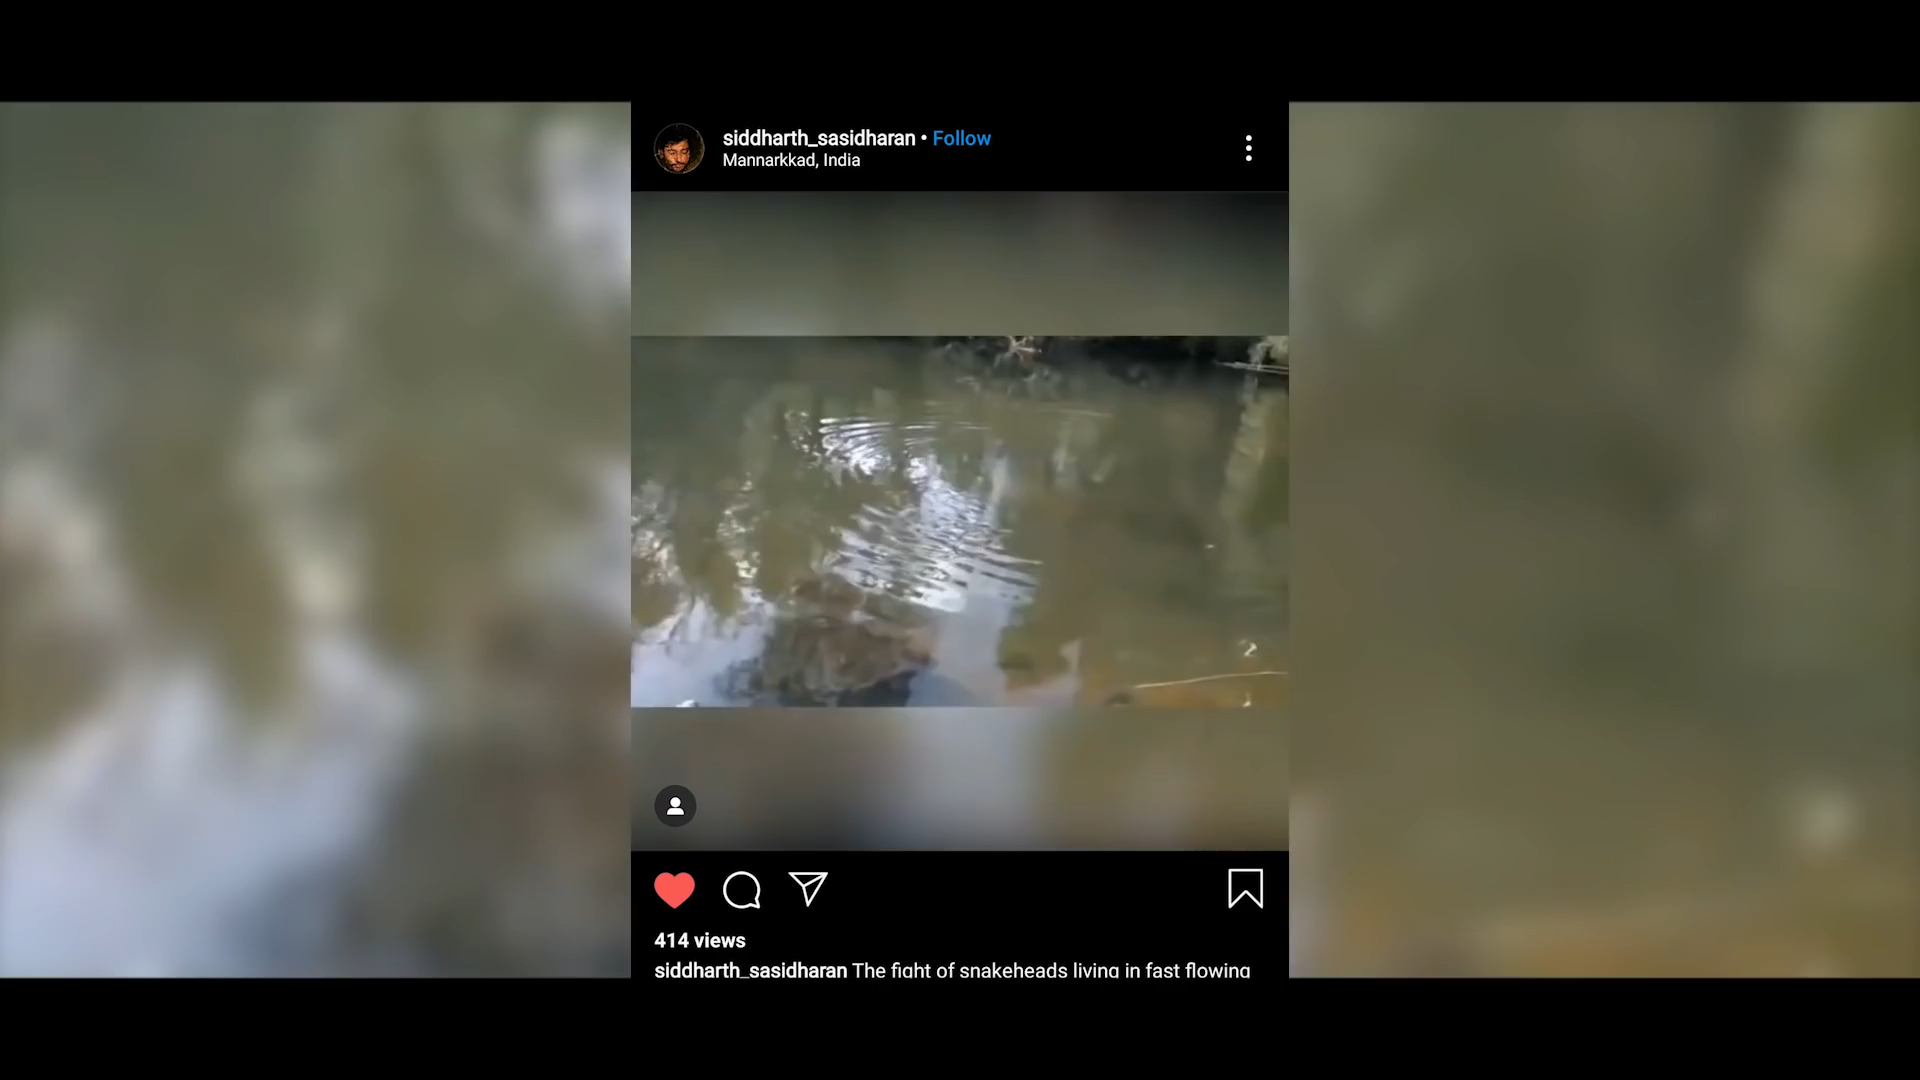 siddharth_sasidharan • Follow
Mannarkkad, India
414 views
siddharth_sasidharan The fight of snakeheads living in fast flowing